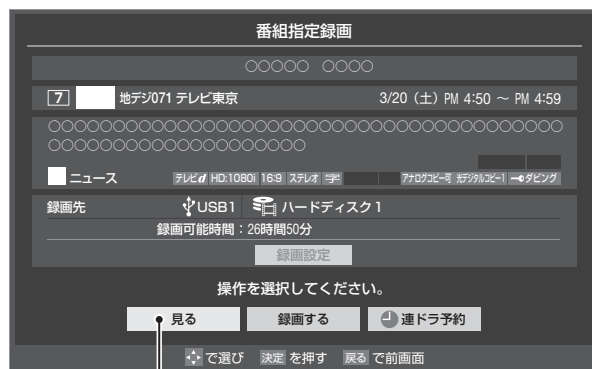 番組指定録画
○○○○○ ○○○○
7 地デジ071 テレビ東京 3/20（土）PM 4:50 ～ PM 4:59
○○○○○○○○○○○○○○○○○○○○○○○○○○○○○○○○○○○○○○○○
○○○○○○○○○○○○○○○○○○○○
ニュース テレビd HD:1080i 16:9 ステレオ 字 アナログコピー可 光デジタルコピー1 ダビング
録画先 USB1 ハードディスク1
録画可能時間：26時間50分
録画設定
操作を選択してください。
見る 録画する 連ドラ予約
で選び 決定 を押す 戻る で前画面